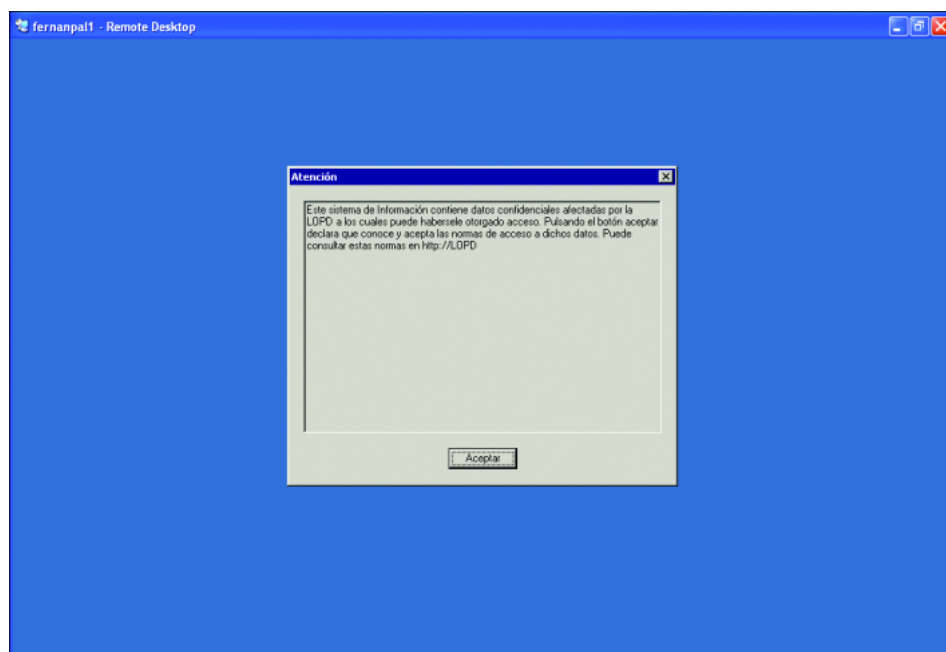 fernanpal1 - Remote Desktop
Atención
Este sistema de Información contiene datos confidenciales afectadas por la
LOPD a los cuales puede habersele otorgado acceso. Pulsando el botón aceptar
declara que conoce y acepta las normas de acceso a dichos datos. Puede
consultar estas normas en http://LOPD
Aceptar